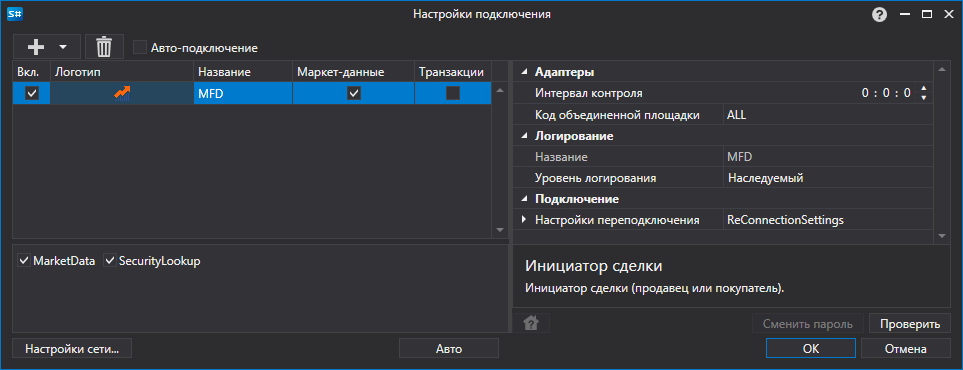 S#
Настройки подключения
?
Авто-подключение
Вкл. Логотип Название Маркет-данные Транзакции
MFD
MarketData SecurityLookup
Адаптеры
Интервал контроля 0 : 0 : 0
Код объединенной площадки ALL
Логирование
Название MFD
Уровень логирования Наследуемый
Подключение
Настройки переподключения ReConnectionSettings
Инициатор сделки
Инициатор сделки (продавец или покупатель).
? Сменить пароль Проверить
Настройки сети... Авто OK Отмена